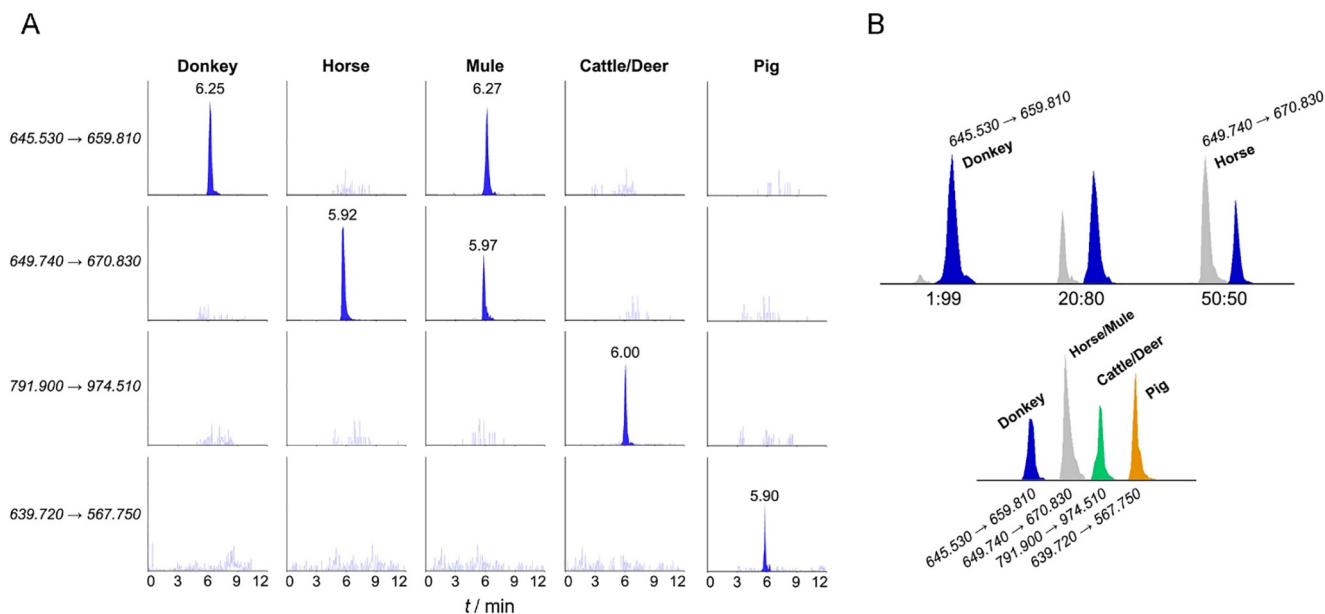 A
Donkey Horse Mule Cattle/Deer Pig
6.25 6.27
645.530 → 659.810
5.92 5.97
649.740 → 670.830
6.00
791.900 → 974.510
5.90
639.720 → 567.750
0 3 6 9 12 0 3 6 9 12 0 3 6 9 12 0 3 6 9 12 0 3 6 9 12
t / min
B
645.530 → 659.810
Donkey
649.740 → 670.830
Horse
1:99 20:80 50:50
Donkey
Horse/Mule
Cattle/Deer
Pig
645.530 → 659.810
649.740 → 670.830
791.900 → 974.510
639.720 → 567.750